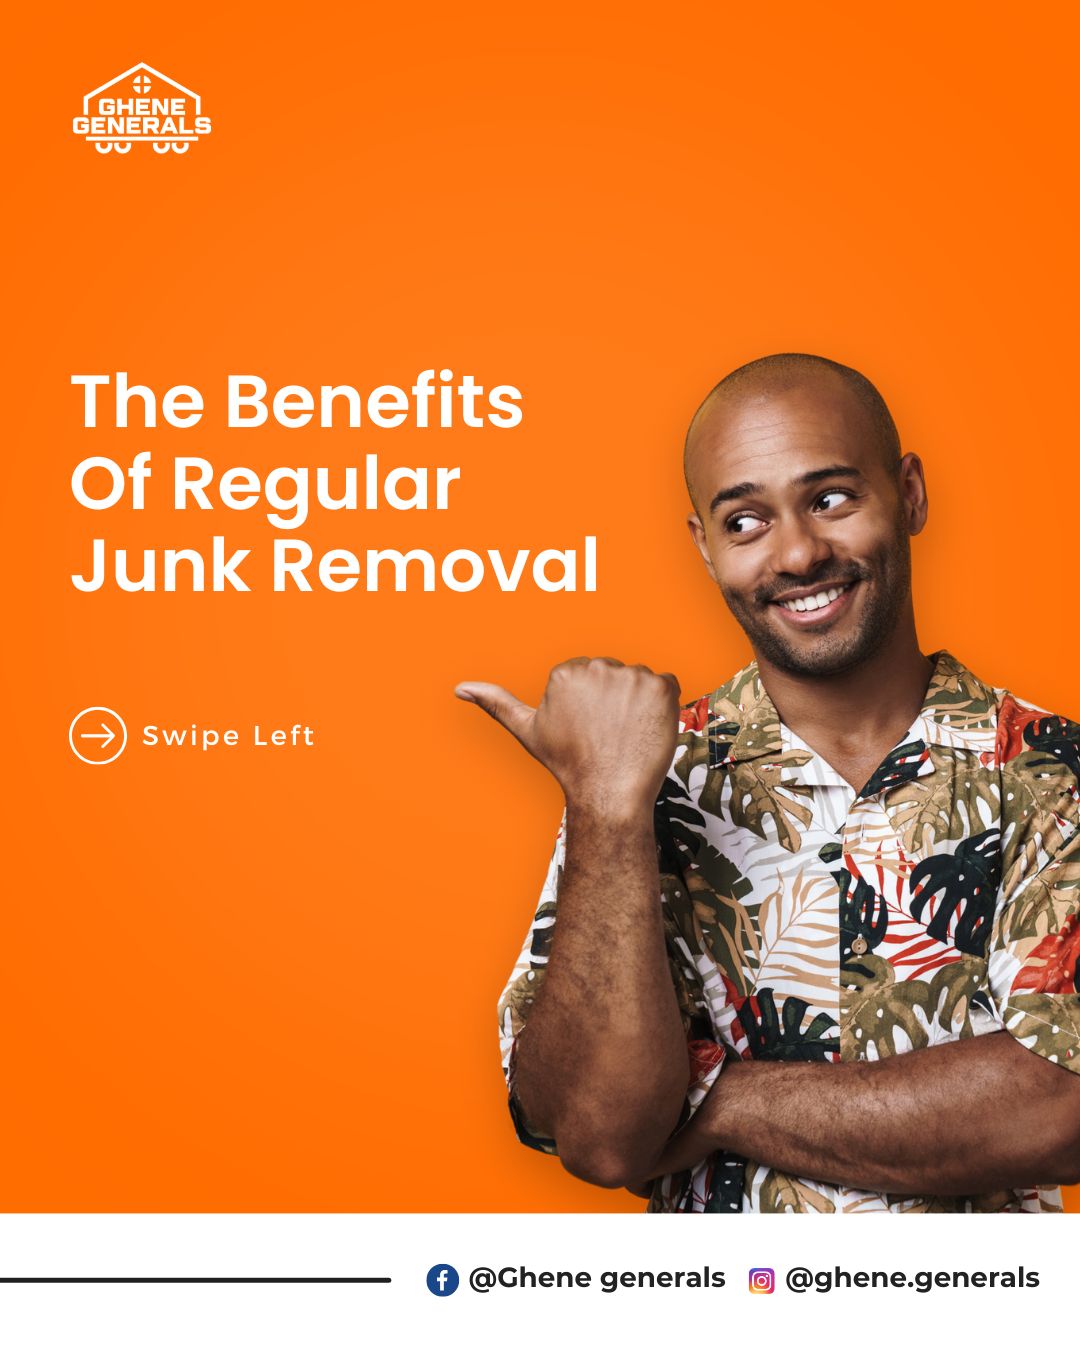 GHENE
GENERALS
The Benefits
Of Regular
Junk Removal
Swipe Left
@Ghene generals @ghene.generals